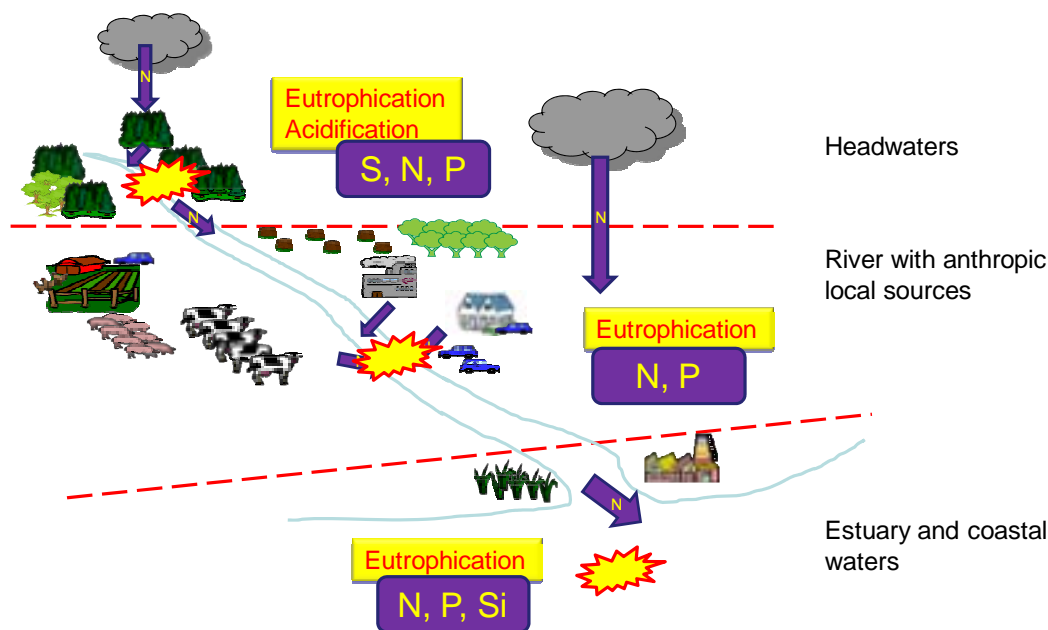 N
Eutrophication
Acidification
S, N, P
Headwaters
N
N
River with anthropic
local sources
Eutrophication
N, P
N
Estuary and coastal
waters
Eutrophication
N, P, Si